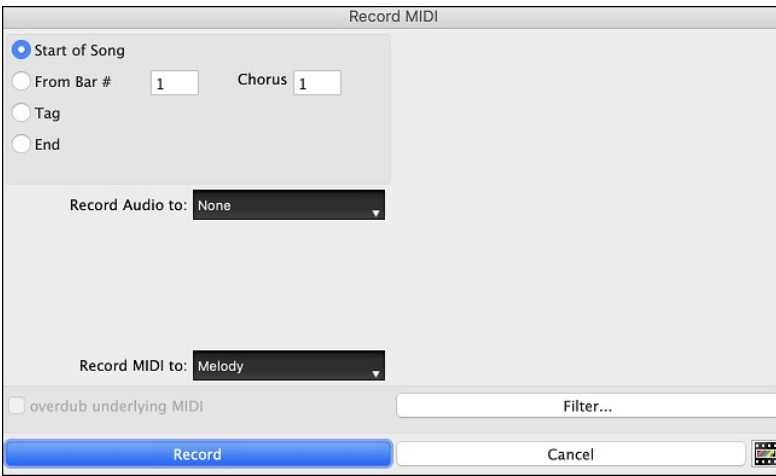 Record MIDI
Start of Song
From Bar # 1 Chorus 1
Tag
End
Record Audio to: None
Record MIDI to: Melody
overdub underlying MIDI
Filter...
Record Cancel